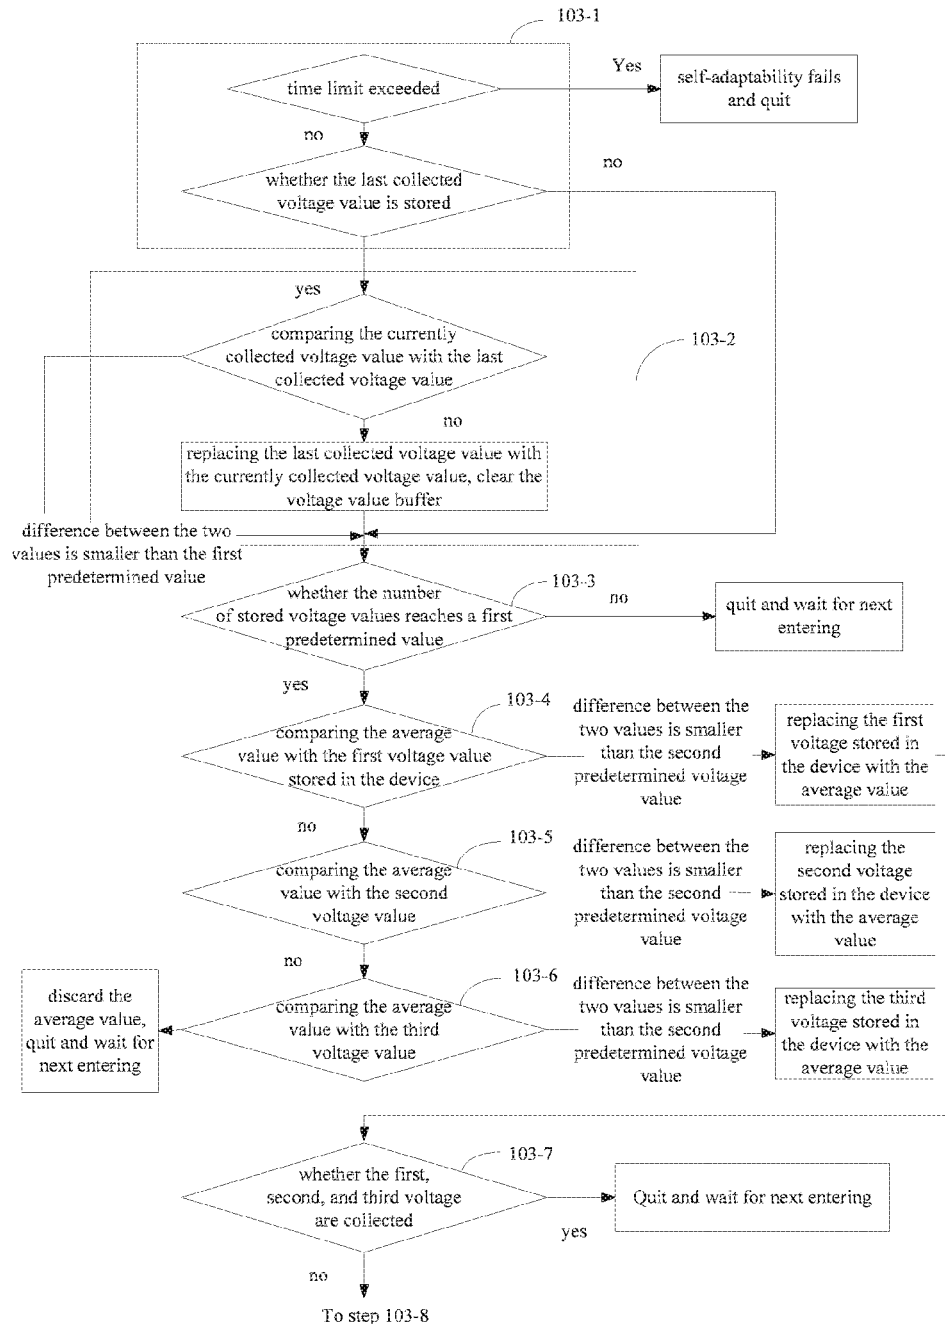 103-1
time limit exceeded
Yes
self-adaptability fails
and quit
no
whether the last collected
voltage value is stored
no
yes
comparing the currently
collected voltage value with the last
collected voltage value
103-2
no
replacing the last collected voltage value with
the currently collected voltage value, clear the
voltage value buffer
difference between the two
values is smaller than the first
predetermined value
whether the number
of stored voltage values reaches a first
predetermined value
103-3
no
quit and wait for next
entering
yes
103-4
comparing the average
value with the first voltage value
stored in the device
difference between the
two values is smaller
than the second
predetermined voltage
value
replacing the first
voltage stored in
the device with the
average value
no
103-5
comparing the average
value with the second
voltage value
difference between the
two values is smaller
than the second
predetermined voltage
value
replacing the
second voltage
stored in the device
with the average
value
no
103-6
discard the
average value,
quit and wait for
next entering
comparing the average
value with the third
voltage value
difference between the
two values is smaller
than the second
predetermined voltage
value
replacing the third
voltage stored in
the device with the
average value
103-7
whether the first,
second, and third voltage
are collected
Quit and wait for next entering
yes
no
To step 103-8